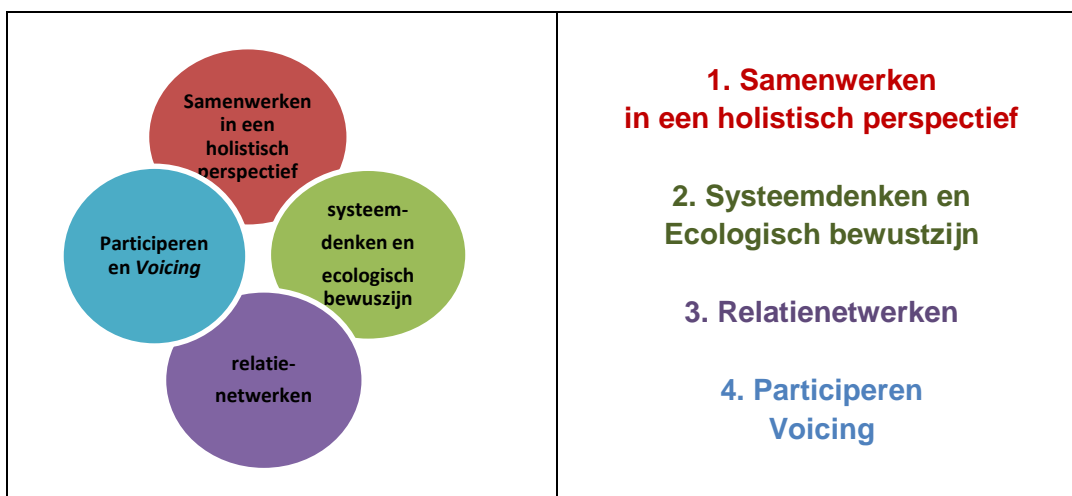 Samenwerken
in een
holistisch
perspectief
systeem-
denken en
ecologisch
bewuszijn
relatie-
netwerken
Participeren
en Voicing
1. Samenwerken
in een holistisch perspectief
2. Systeemdenken en
Ecologisch bewustzijn
3. Relatienetwerken
4. Participeren
Voicing